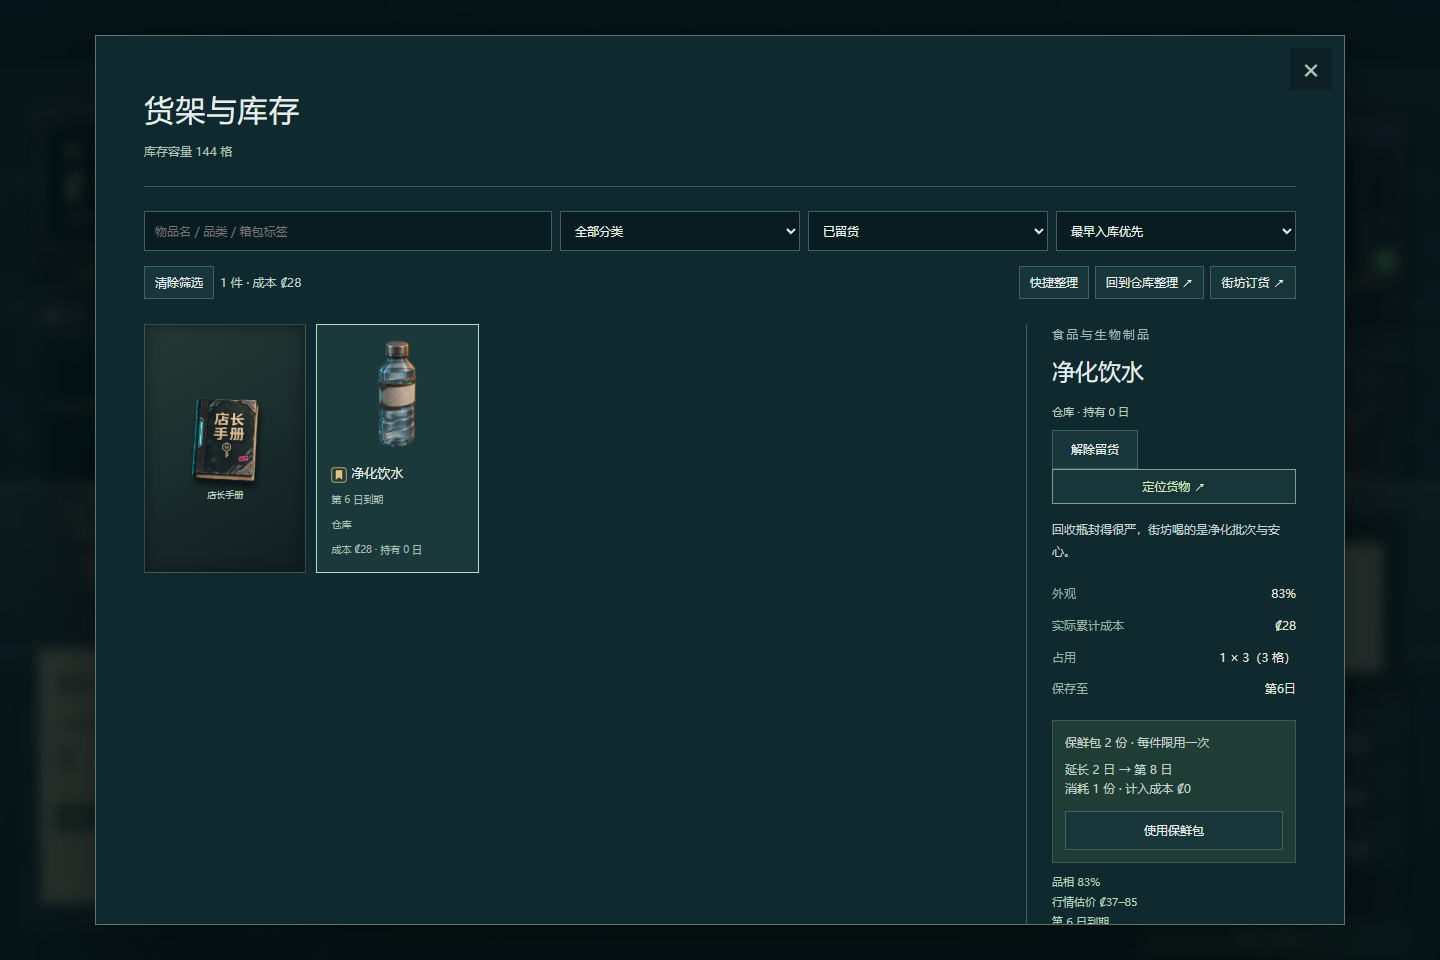 货架与库存
库存容量 144 格
物品名 / 品类 / 箱包标签
全部分类
已留货
最早入库优先
清除筛选
1 件 · 成本 ₡28
快捷整理
回到仓库整理 ↗
街坊订货 ↗
店长
手册
店长手册
净化饮水
第 6 日到期
仓库
成本 ₡28 · 持有 0 日
食品与生物制品
净化饮水
仓库 · 持有 0 日
解除留货
定位货物 ↗
回收瓶封得很严，街坊喝的是净化批次与安
心。
外观 83%
实际累计成本 ₡28
占用 1 × 3（3 格）
保存至 第6日
保鲜包 2 份 · 每件限用一次
延长 2 日 → 第 8 日
消耗 1 份 · 计入成本 ₡0
使用保鲜包
品相 83%
行情估价 ₡37–85
第 6 日到期